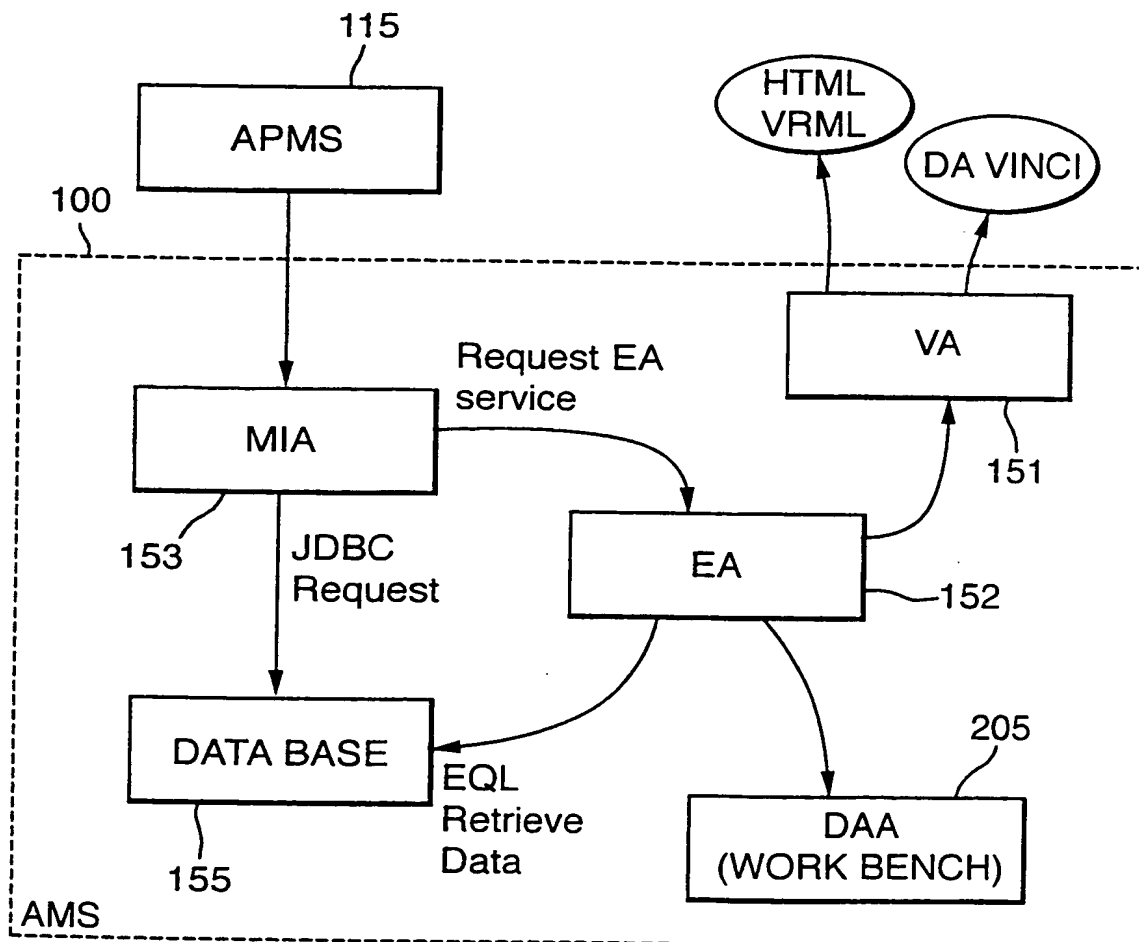 115
APMS
HTML
VRML
DA VINCI
100
VA
151
Request EA
service
MIA
153
JDBC
Request
EA
152
DATA BASE
155
EQL
Retrieve
Data
205
DAA
(WORK BENCH)
AMS